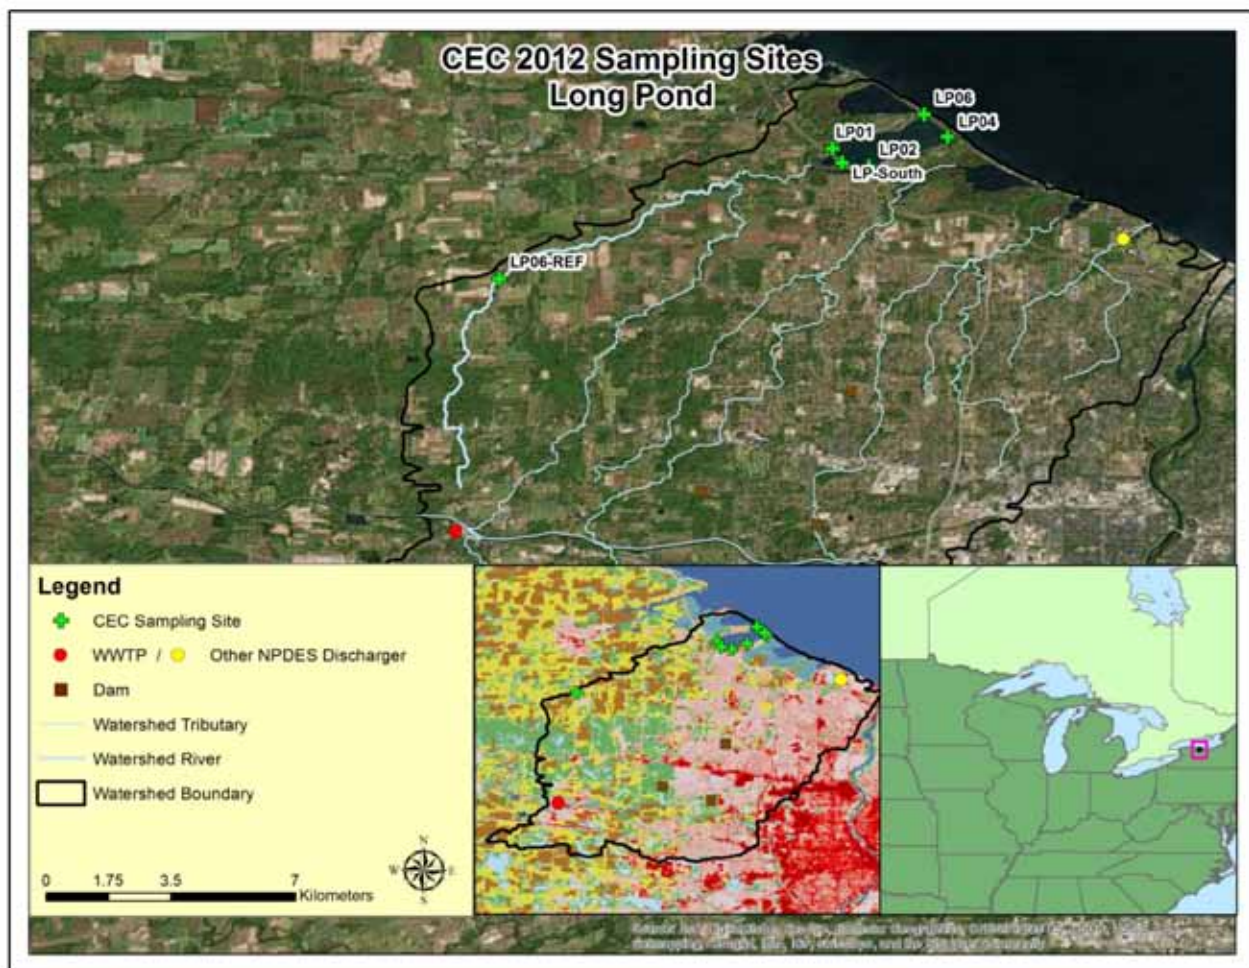 CEC 2012 Sampling Sites
Long Pond
LP06
LP04
LP01
LP02
LP-South
LP06-REF
Legend
CEC Sampling Site
WWTP / Other NPDES Discharger
Dam
Watershed Tributary
Watershed River
Watershed Boundary
N
W E
S
0 1.75 3.5 7
Kilometers